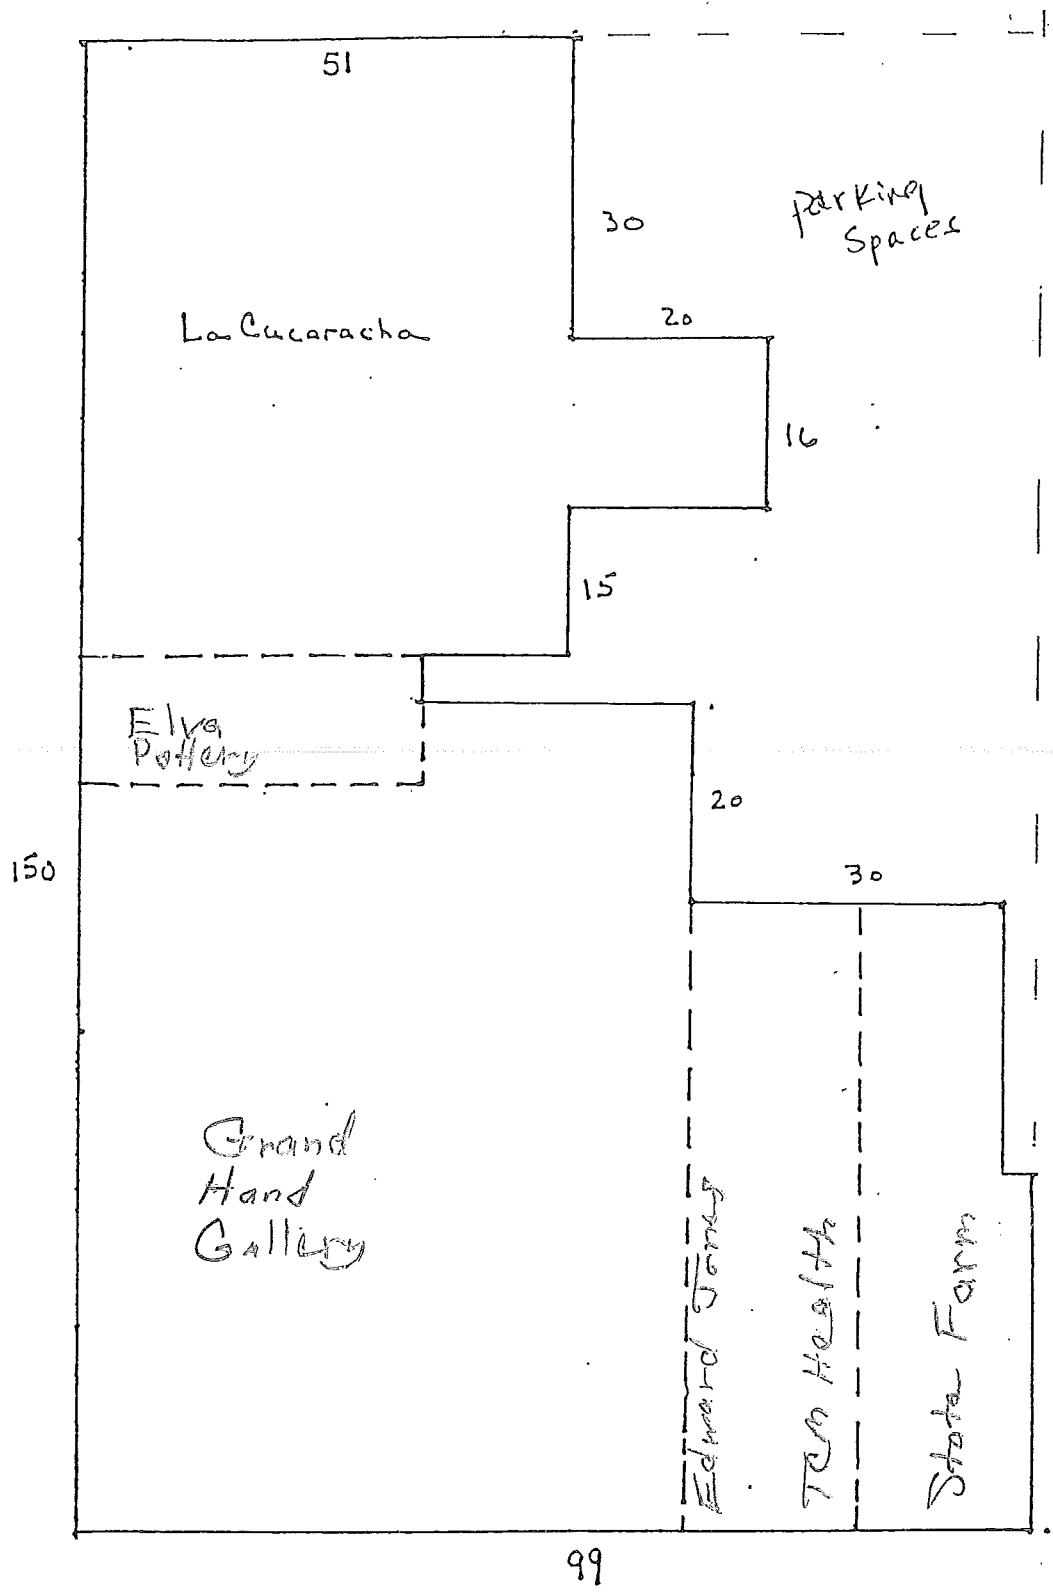 51
30
parking
Spaces
20
La Cucaracha
16
15
Elva
Pottery
20
150
30
Grand
Hand
Gallery
Edward Jones
TCM Health
State Farm
99